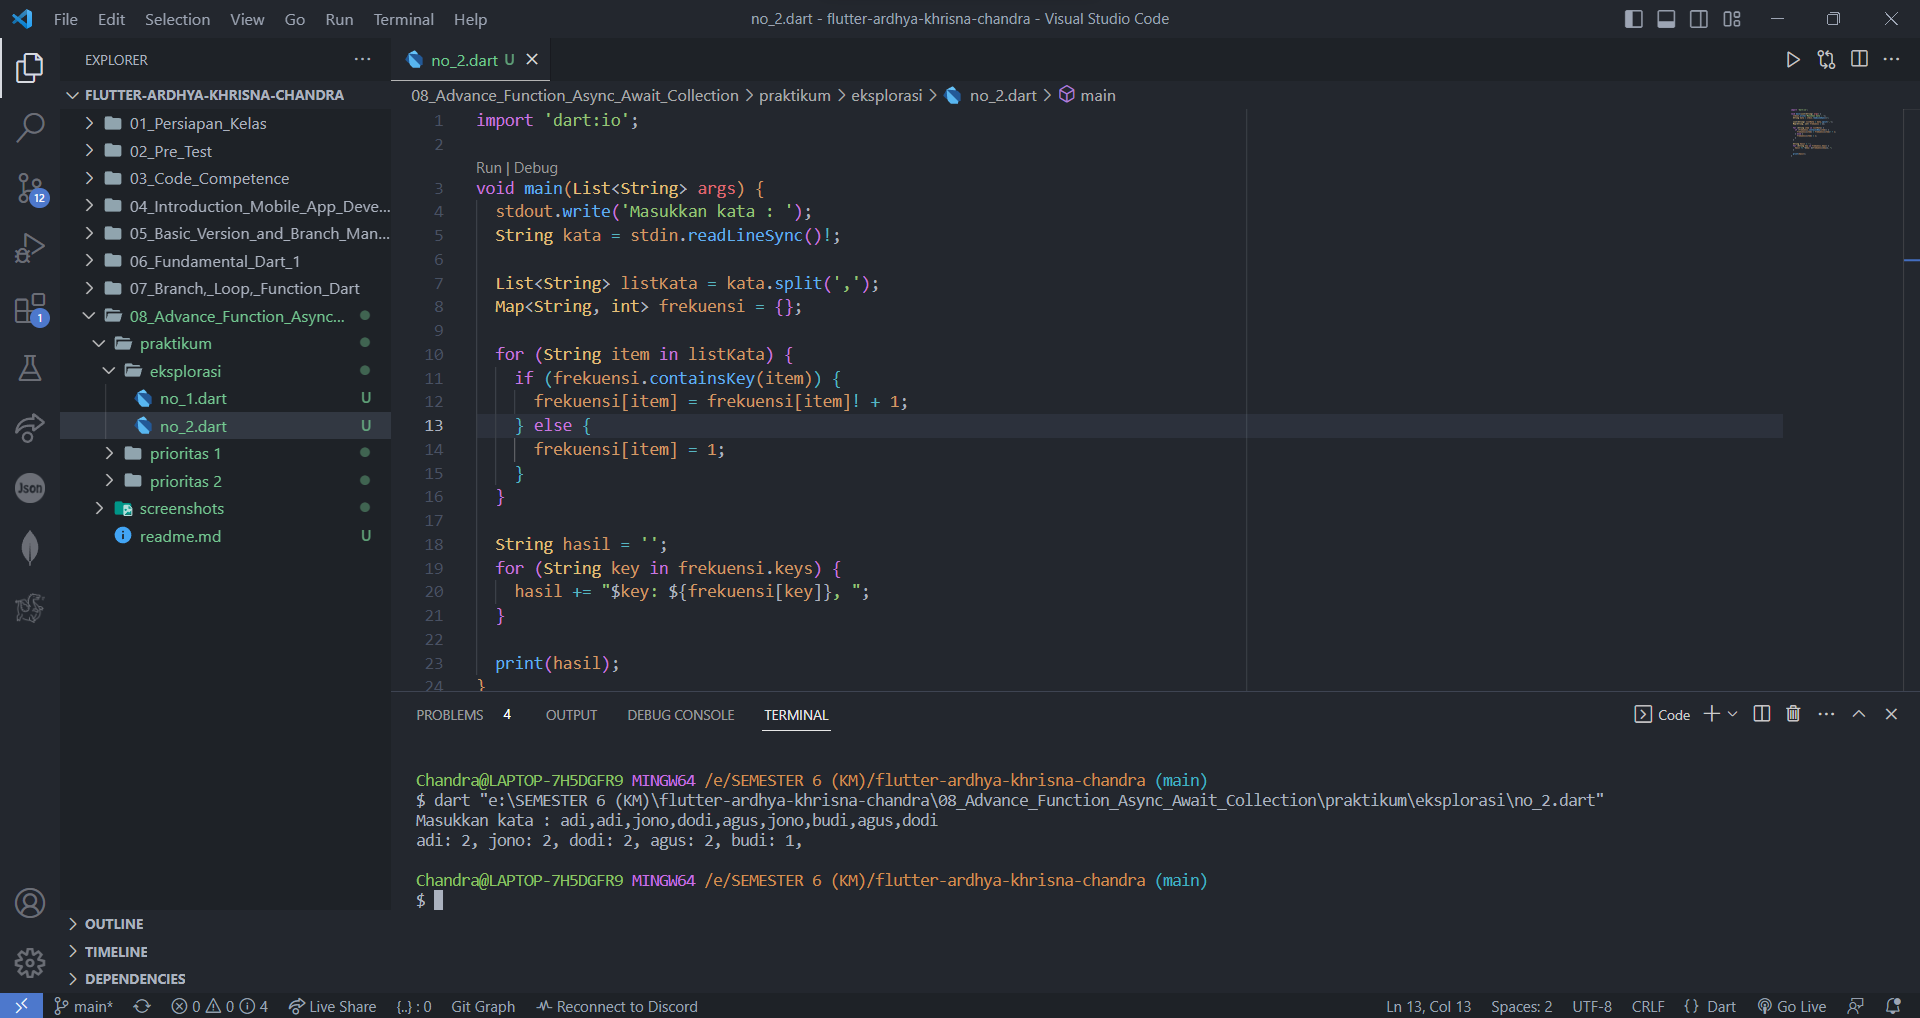 File Edit Selection View Go Run Terminal Help
no_2.dart - flutter-ardhya-khrisna-chandra - Visual Studio Code
EXPLORER
FLUTTER-ARDHYA-KHRISNA-CHANDRA
01_Persiapan_Kelas
02_Pre_Test
03_Code_Competence
04_Introduction_Mobile_App_Deve...
05_Basic_Version_and_Branch_Man...
06_Fundamental_Dart_1
07_Branch,_Loop,_Function_Dart
08_Advance_Function_Async...
praktikum
eksplorasi
no_1.dart U
no_2.dart U
prioritas 1
prioritas 2
screenshots
readme.md U
OUTLINE
TIMELINE
DEPENDENCIES
12
1
Json
no_2.dart U
08_Advance_Function_Async_Await_Collection > praktikum > eksplorasi > no_2.dart > main
1 import 'dart:io';
2
Run | Debug
3 void main(List<String> args) {
4 stdout.write('Masukkan kata : ');
5 String kata = stdin.readLineSync()!;
6
7 List<String> listKata = kata.split(',');
8 Map<String, int> frekuensi = {};
9
10 for (String item in listKata) {
11 if (frekuensi.containsKey(item)) {
12 frekuensi[item] = frekuensi[item]! + 1;
13 } else {
14 frekuensi[item] = 1;
15 }
16 }
17
18 String hasil = '';
19 for (String key in frekuensi.keys) {
20 hasil += "$key: ${frekuensi[key]}, ";
21 }
22
23 print(hasil);
24 }
PROBLEMS 4 OUTPUT DEBUG CONSOLE TERMINAL
Code
Chandra@LAPTOP-7H5DGFR9 MINGW64 /e/SEMESTER 6 (KM)/flutter-ardhya-khrisna-chandra (main)
$ dart "e:\SEMESTER 6 (KM)\flutter-ardhya-khrisna-chandra\08_Advance_Function_Async_Await_Collection\praktikum\eksplorasi\no_2.dart"
Masukkan kata : adi,adi,jono,dodi,agus,jono,budi,agus,dodi
adi: 2, jono: 2, dodi: 2, agus: 2, budi: 1,
Chandra@LAPTOP-7H5DGFR9 MINGW64 /e/SEMESTER 6 (KM)/flutter-ardhya-khrisna-chandra (main)
$
main* 0 0 4 Live Share {..} : 0 Git Graph Reconnect to Discord
Ln 13, Col 13 Spaces: 2 UTF-8 CRLF {} Dart Go Live